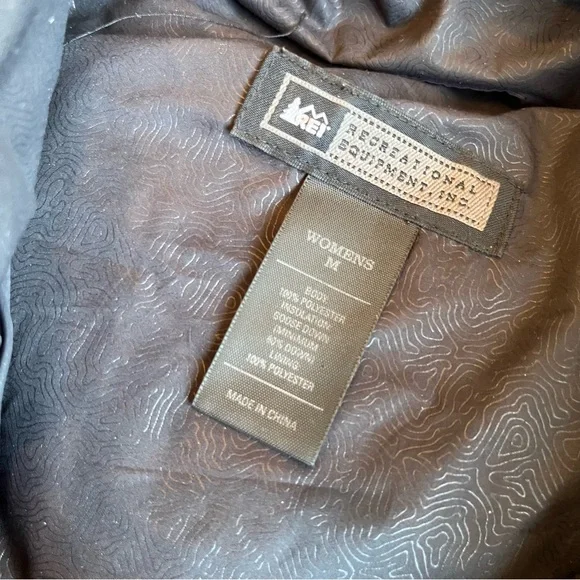 REI
RECREATIONAL
EQUIPMENT, INC
WOMENS
M
BODY:
100% POLYESTER
INSULATION:
GOOSE DOWN
(MINIMUM
80% DOWN)
LINING:
100% POLYESTER
MADE IN CHINA